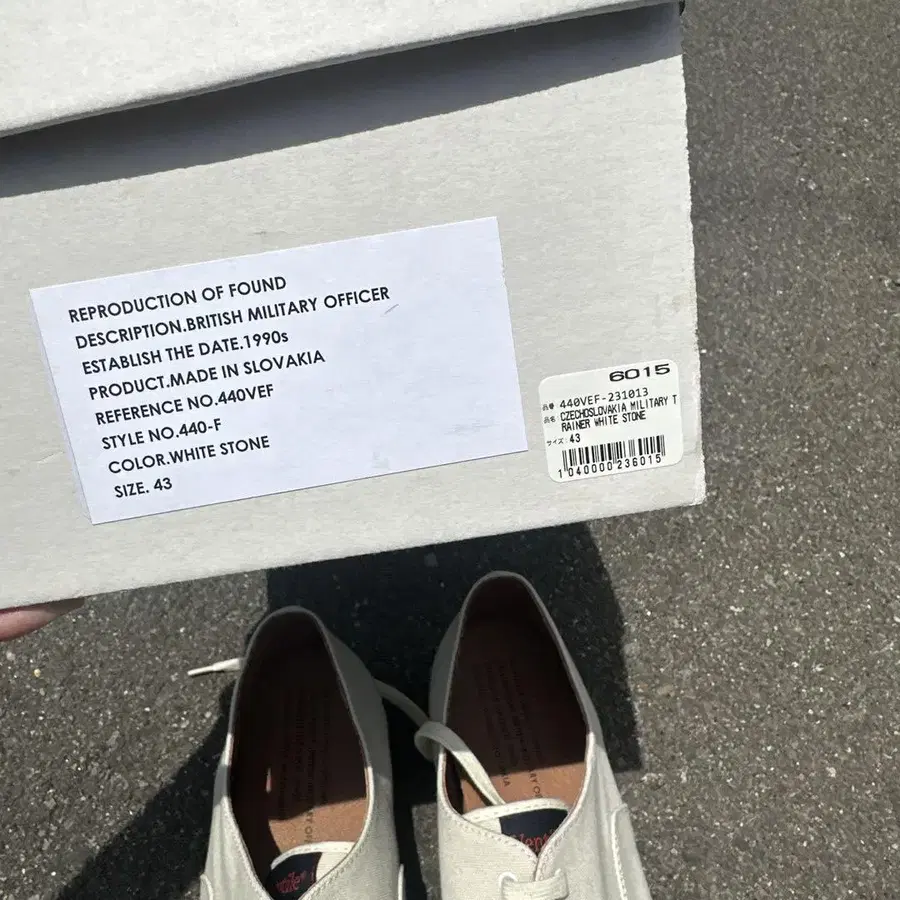 REPRODUCTION OF FOUND
DESCRIPTION.BRITISH MILITARY OFFICER
ESTABLISH THE DATE.1990s
PRODUCT.MADE IN SLOVAKIA
REFERENCE NO.440VEF
STYLE NO.440-F
COLOR.WHITE STONE
SIZE. 43
6015
品番 440VEF-231013
品名 CZECHOSLOVAKIA MILITARY T
RAINER WHITE STONE
サイズ 43
1040000236015